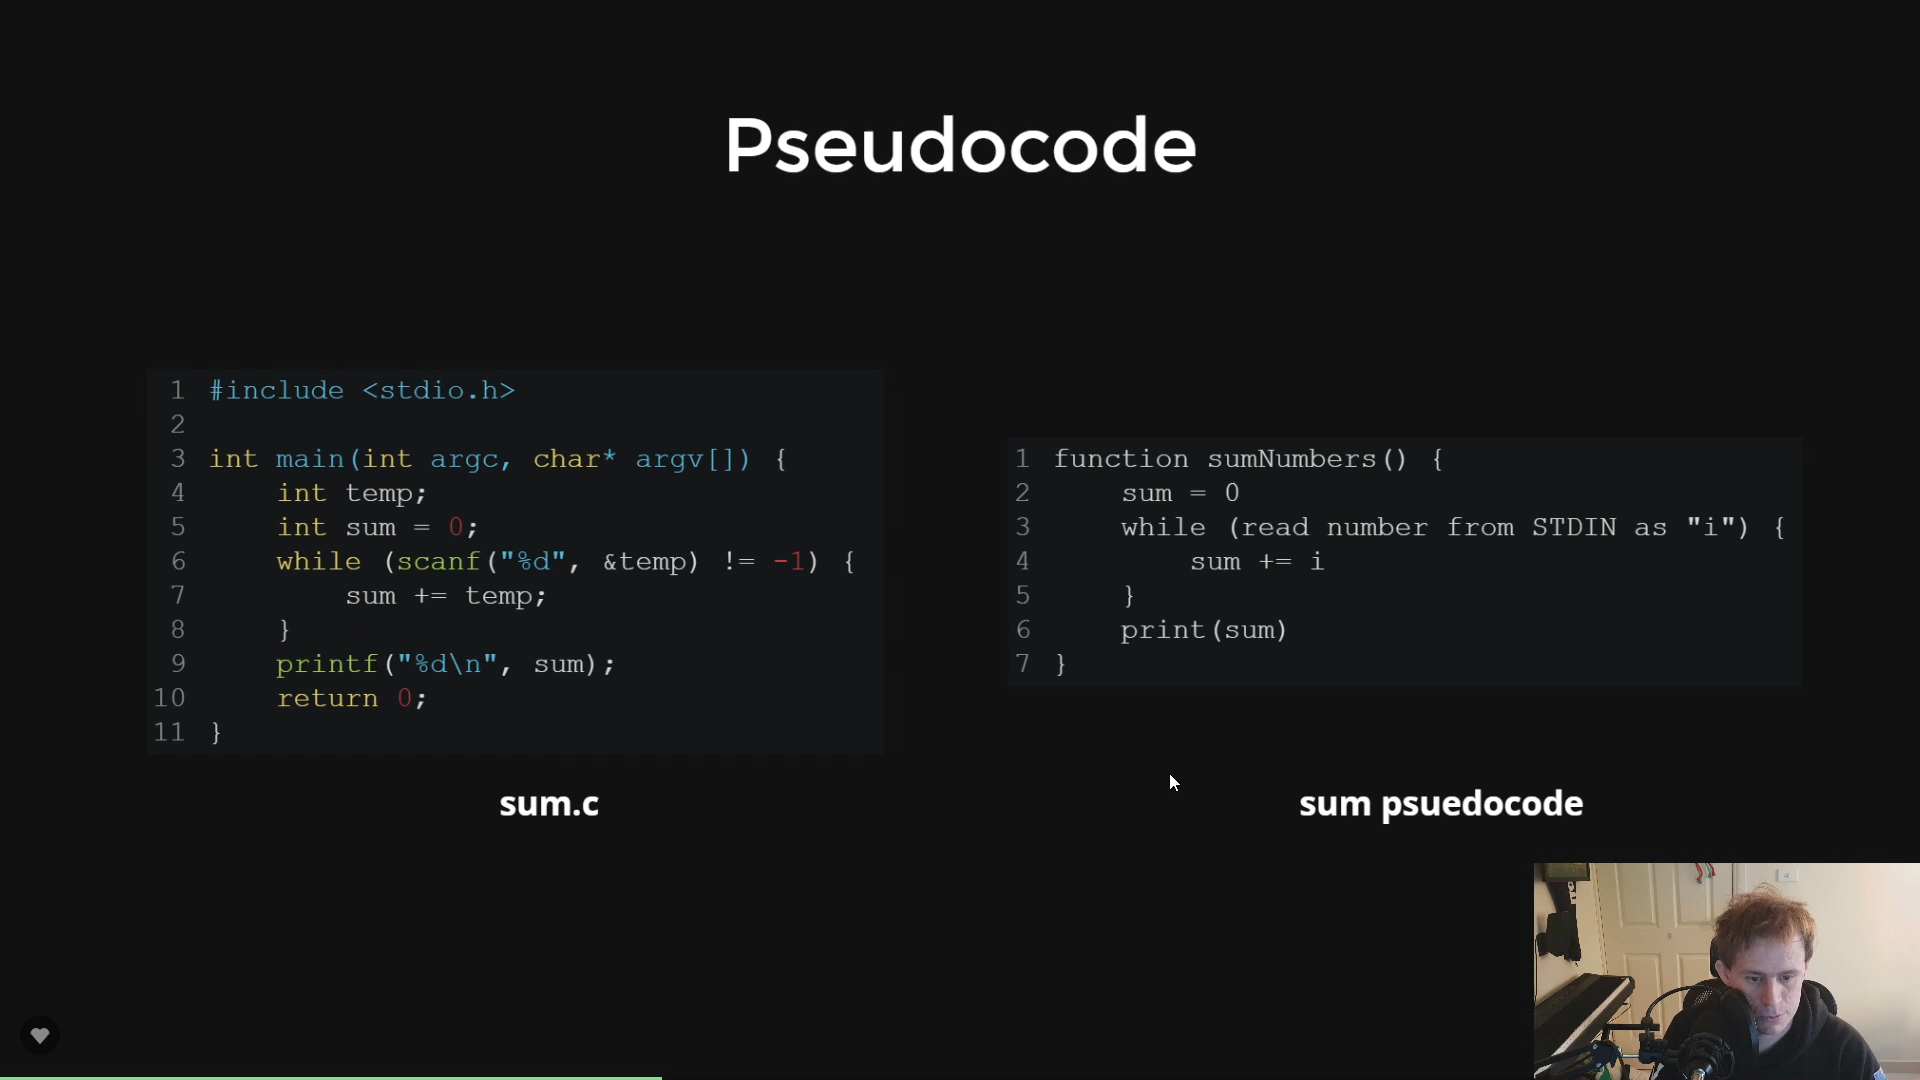 Pseudocode
1 #include <stdio.h>
2
3 int main(int argc, char* argv[]) {
4     int temp;
5     int sum = 0;
6     while (scanf("%d", &temp) != -1) {
7         sum += temp;
8     }
9     printf("%d\n", sum);
10     return 0;
11 }
sum.c
1 function sumNumbers() {
2     sum = 0
3     while (read number from STDIN as "i") {
4         sum += i
5     }
6     print(sum)
7 }
sum psuedocode